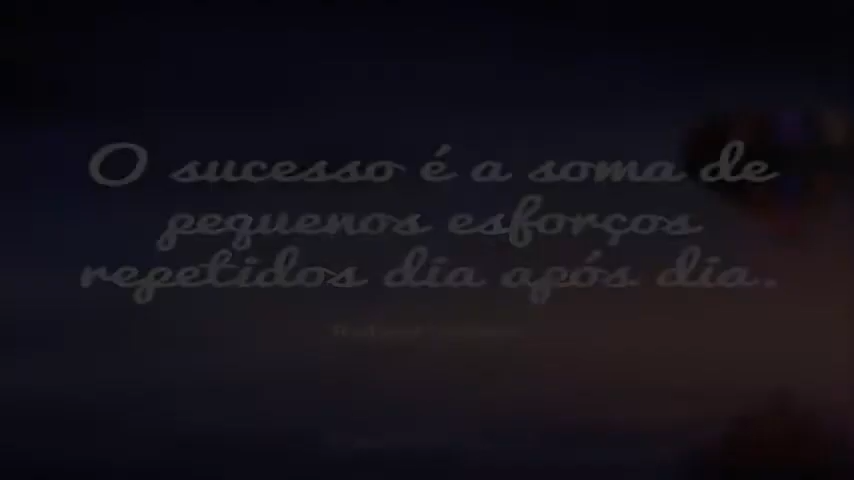 O sucesso é a soma de
pequenos esforços
repetidos dia após dia.